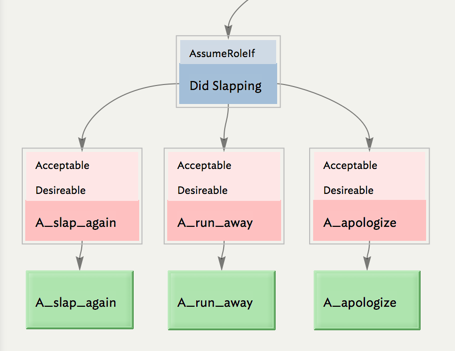 AssumeRoleIf
Did Slapping
Acceptable
Desireable
A_slap_again
Acceptable
Desireable
A_run_away
Acceptable
Desireable
A_apologize
A_slap_again
A_run_away
A_apologize